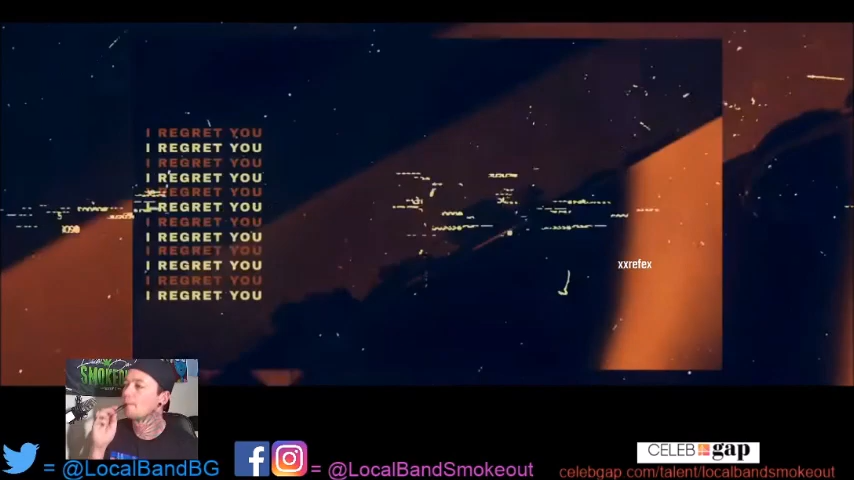 I REGRET YOU
I REGRET YOU
I REGRET YOU
I REGRET YOU
I REGRET YOU
I REGRET YOU
I REGRET YOU
I REGRET YOU
I REGRET YOU
I REGRET YOU
I REGRET YOU
I REGRET YOU
xxrefex
SMOKEO
CELEB gap
= @LocalBandBG
= @LocalBandSmokeout
celebgap.com/talent/localbandsmokeout